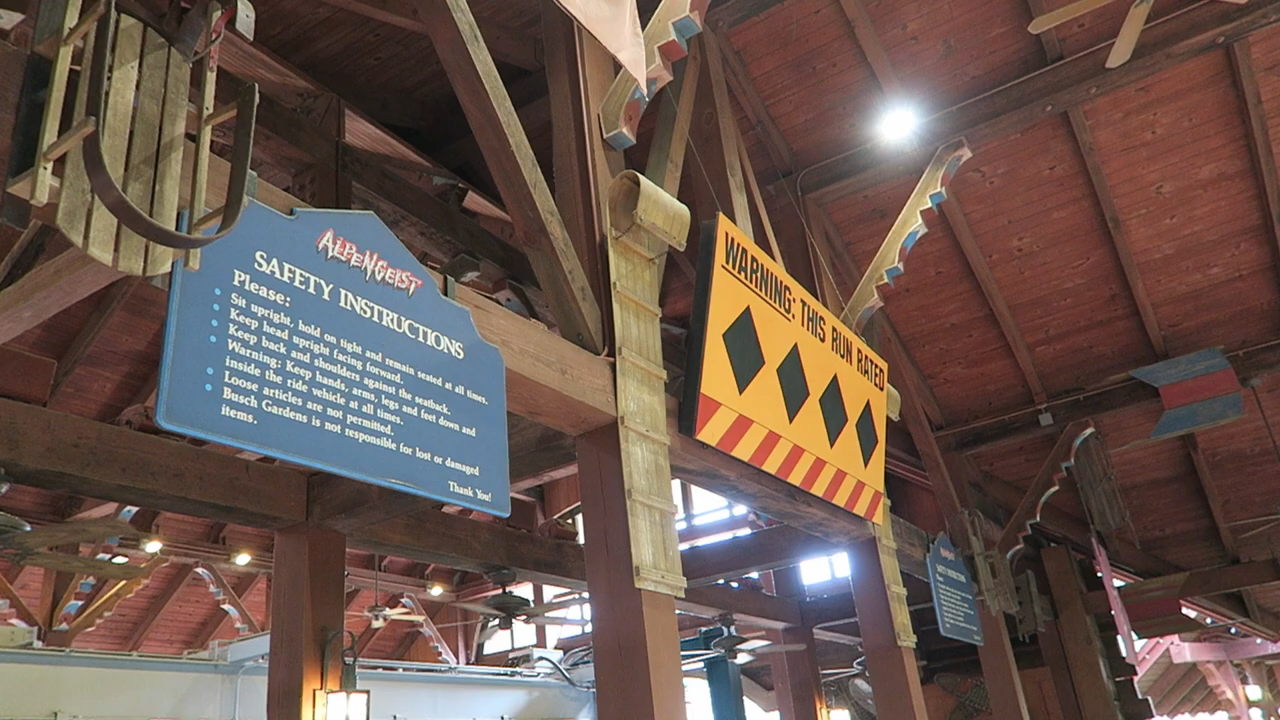 ALPENGEIST
SAFETY INSTRUCTIONS
Please:
• Sit upright, hold on tight and remain seated at all times.
• Keep head upright facing forward.
• Keep back and shoulders against the seatback.
• Warning: Keep hands, arms, legs and feet down and
inside the ride vehicle at all times.
• Loose articles are not permitted.
Busch Gardens is not responsible for lost or damaged
items.
Thank You!
WARNING: THIS RUN RATED
SAFETY INSTRUCTIONS